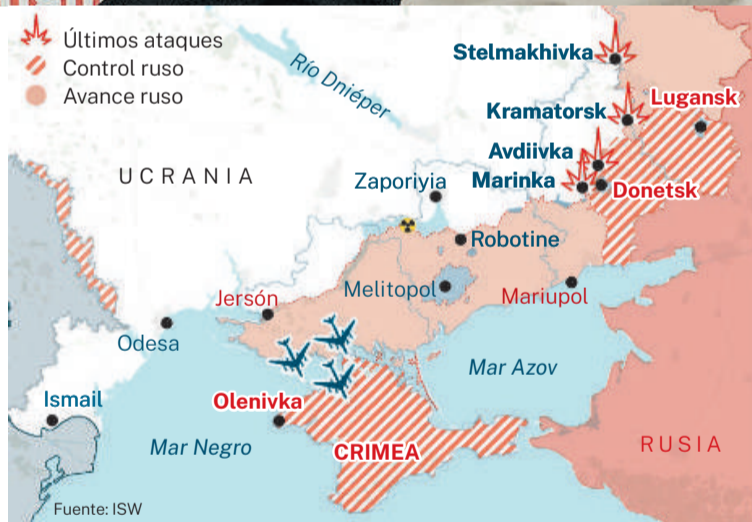 Últimos ataques
Control ruso
Avance ruso
Río Dniéper
Stelmakhivka
Kramatorsk
Lugansk
Avdiivka
Marinka
Donetsk
UCRANIA
Zaporiyia
Robotine
Jersón
Melitopol
Mariupol
Odesa
Mar Azov
Ismail
Olenivka
Mar Negro
CRIMEA
RUSIA
Fuente: ISW